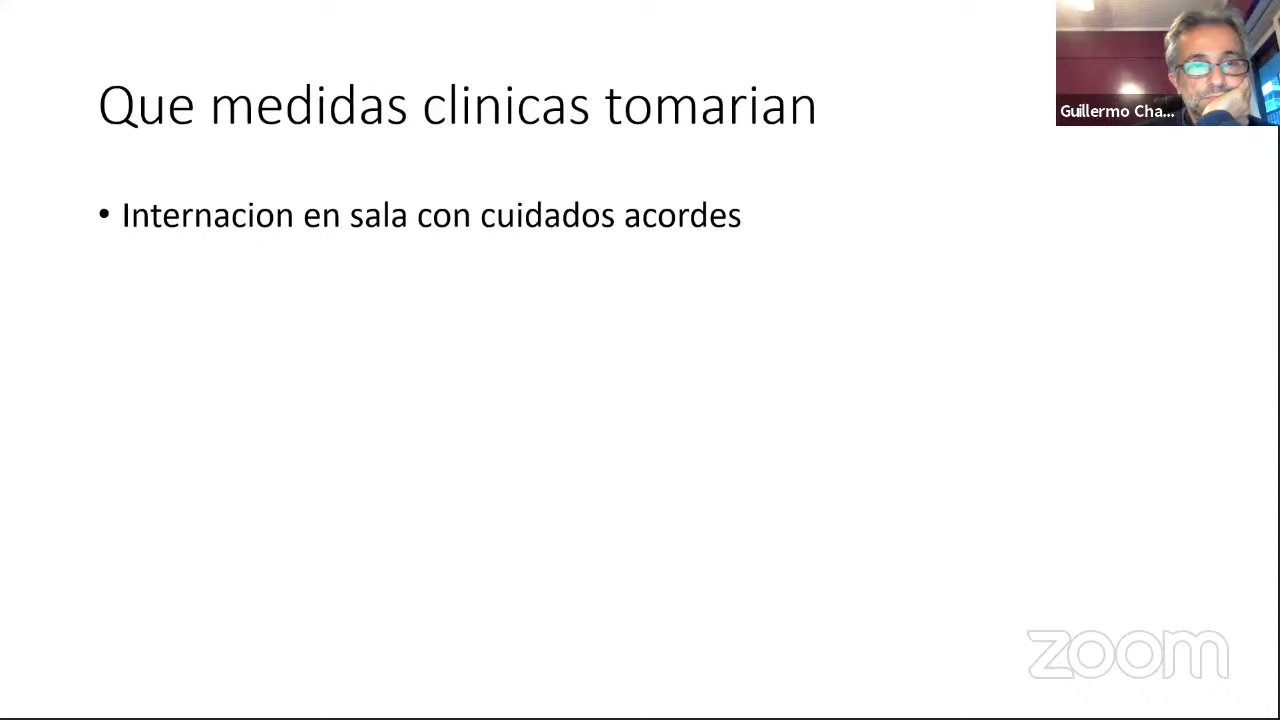 Que medidas clinicas tomarian
Guillermo Cha...
• Internacion en sala con cuidados acordes
zoom